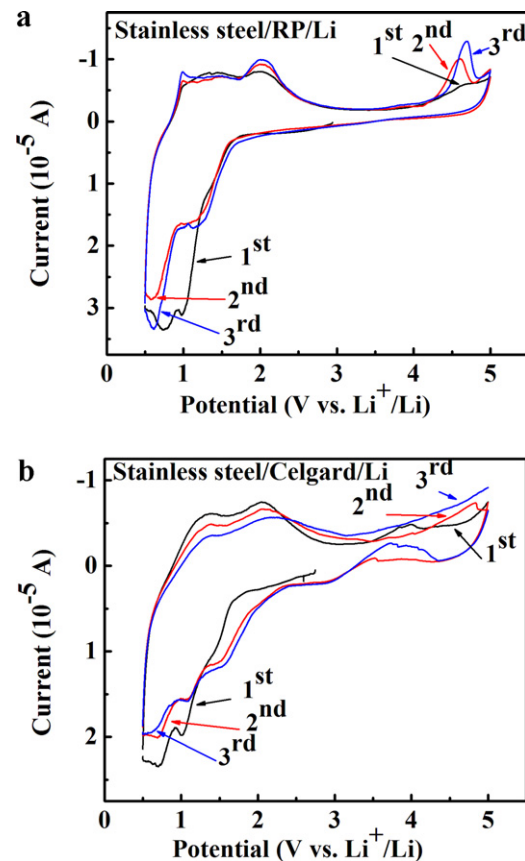 a
Stainless steel/RP/Li
1st 2nd 3rd
-1
0
1
2
3
1st
2nd
3rd
Current (10-5 A)
0 1 2 3 4 5
Potential (V vs. Li+/Li)
b
Stainless steel/Celgard/Li
3rd
2nd
1st
-1
0
1
2
1st
2nd
3rd
Current (10-5 A)
0 1 2 3 4 5
Potential (V vs. Li+/Li)